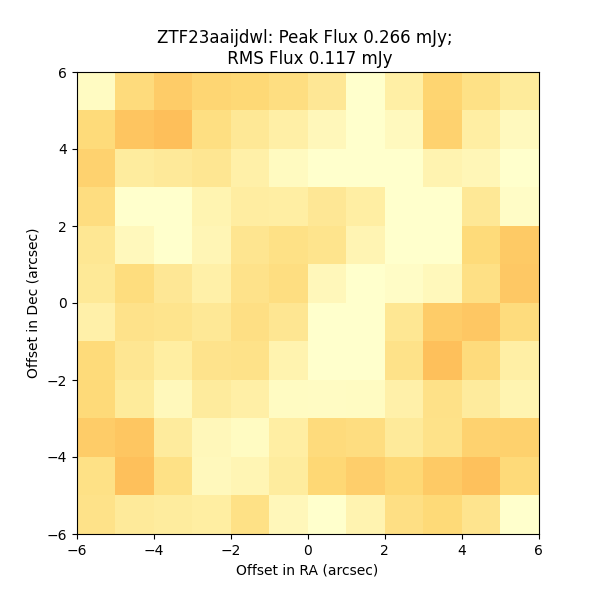 ZTF23aaijdwl: Peak Flux 0.266 mJy;
RMS Flux 0.117 mJy
6
4
2
0
−2
−4
−6
Offset in Dec (arcsec)
−6 −4 −2 0 2 4 6
Offset in RA (arcsec)